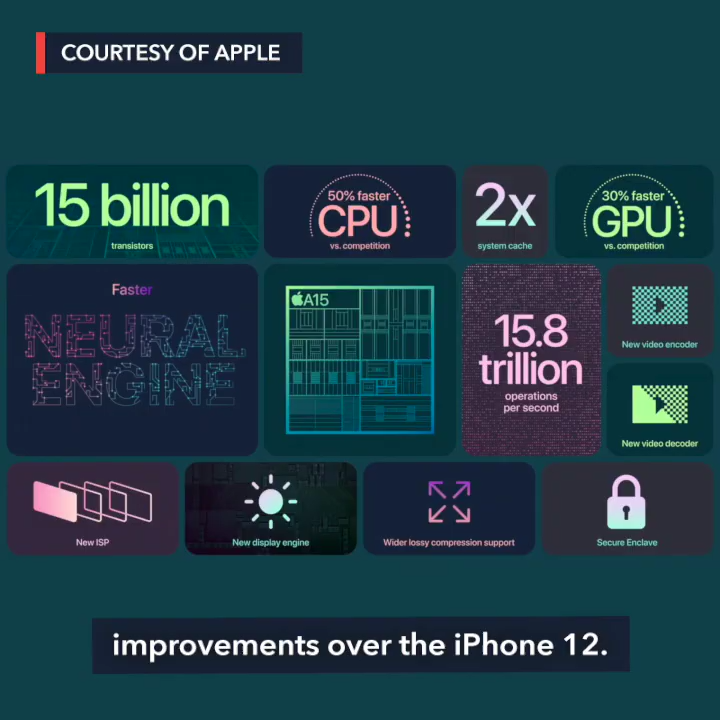 COURTESY OF APPLE
15 billion
transistors
50% faster
CPU
vs. competition
2x
system cache
30% faster
GPU
vs. competition
Faster
NEURAL
ENGINE
A15
15.8
trillion
operations
per second
New video encoder
New video decoder
New ISP
New display engine
Wider lossy compression support
Secure Enclave
improvements over the iPhone 12.